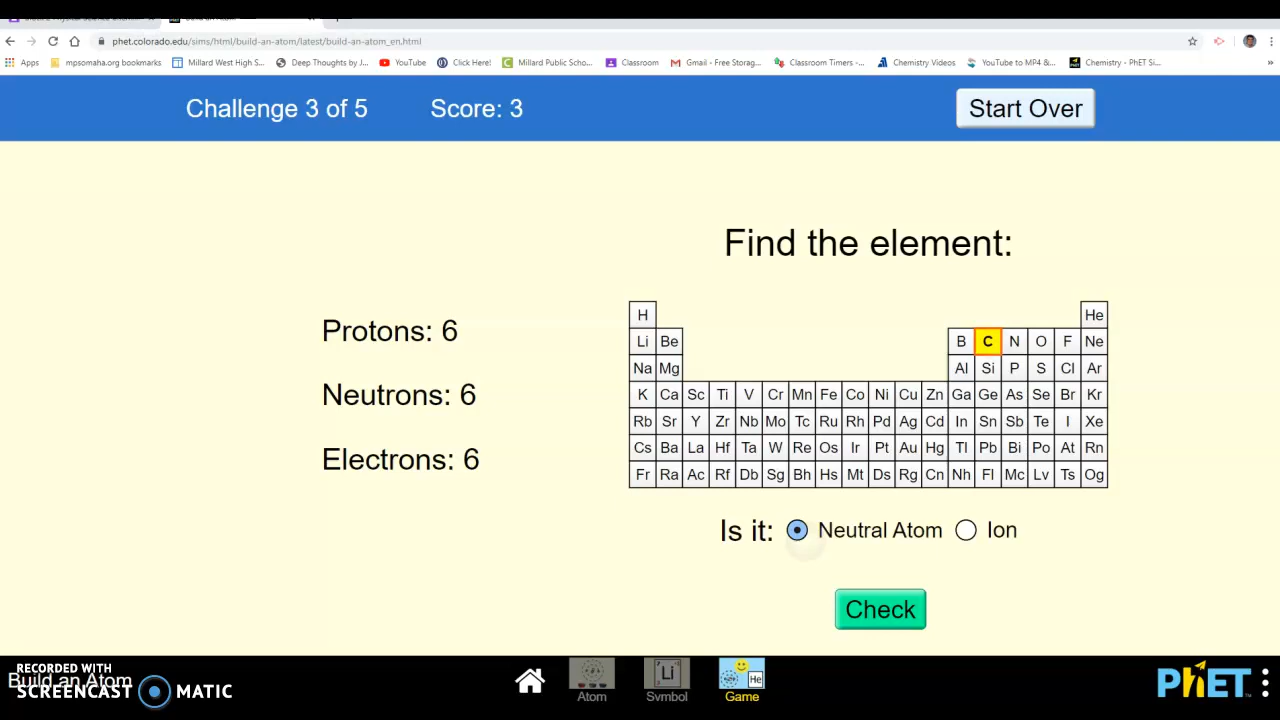 phet.colorado.edu/sims/html/build-an-atom/latest/build-an-atom_en.html
Apps mpsomaha.org bookmarks Millard West High S... Deep Thoughts by J... YouTube Click Here! Millard Public Scho... Classroom Gmail - Free Storag... Classroom Timers -... Chemistry Videos YouTube to MP4 &... Chemistry - PhET Si... »
Challenge 3 of 5 Score: 3 Start Over
Find the element:
Protons: 6
Neutrons: 6
Electrons: 6
H He
Li Be B C N O F Ne
Na Mg Al Si P S Cl Ar
K Ca Sc Ti V Cr Mn Fe Co Ni Cu Zn Ga Ge As Se Br Kr
Rb Sr Y Zr Nb Mo Tc Ru Rh Pd Ag Cd In Sn Sb Te I Xe
Cs Ba La Hf Ta W Re Os Ir Pt Au Hg Tl Pb Bi Po At Rn
Fr Ra Ac Rf Db Sg Bh Hs Mt Ds Rg Cn Nh Fl Mc Lv Ts Og
Is it: Neutral Atom Ion
Check
RECORDED WITH
Build an Atom
SCREENCAST MATIC
Li
He
Atom Symbol Game
PhET